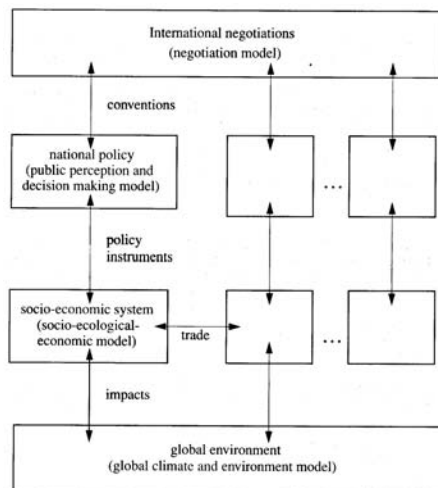 International negotiations
(negotiation model)
conventions
national policy
(public perception and
decision making model)
...
policy
instruments
socio-economic system
(socio-ecological-
economic model)
trade
...
impacts
global environment
(global climate and environment model)